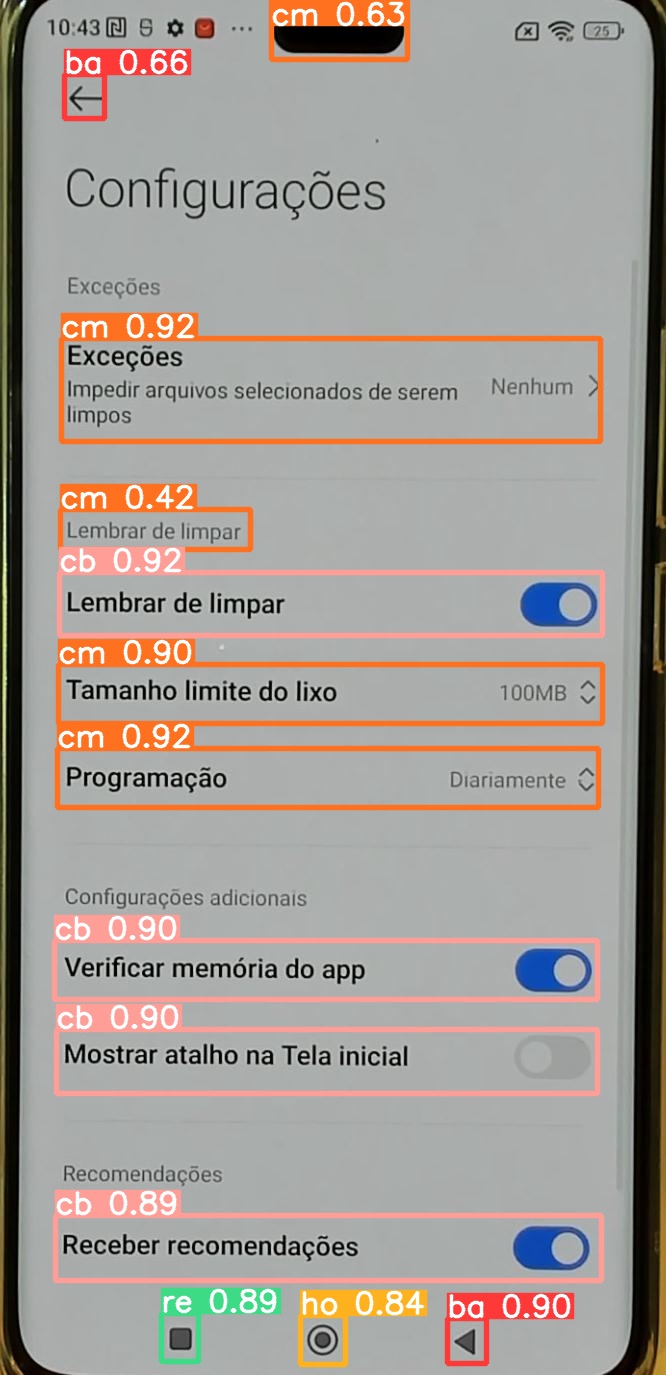 cm 0.63
10:43
25
ba 0.66
Configurações
Exceções
cm 0.92
Exceções
Impedir arquivos selecionados de serem
limpos
Nenhum
cm 0.42
Lembrar de limpar
cb 0.92
Lembrar de limpar
cm 0.90
Tamanho limite do lixo 100MB
cm 0.92
Programação Diariamente
Configurações adicionais
cb 0.90
Verificar memória do app
cb 0.90
Mostrar atalho na Tela inicial
Recomendações
cb 0.89
Receber recomendações
re 0.89 ho 0.84 ba 0.90